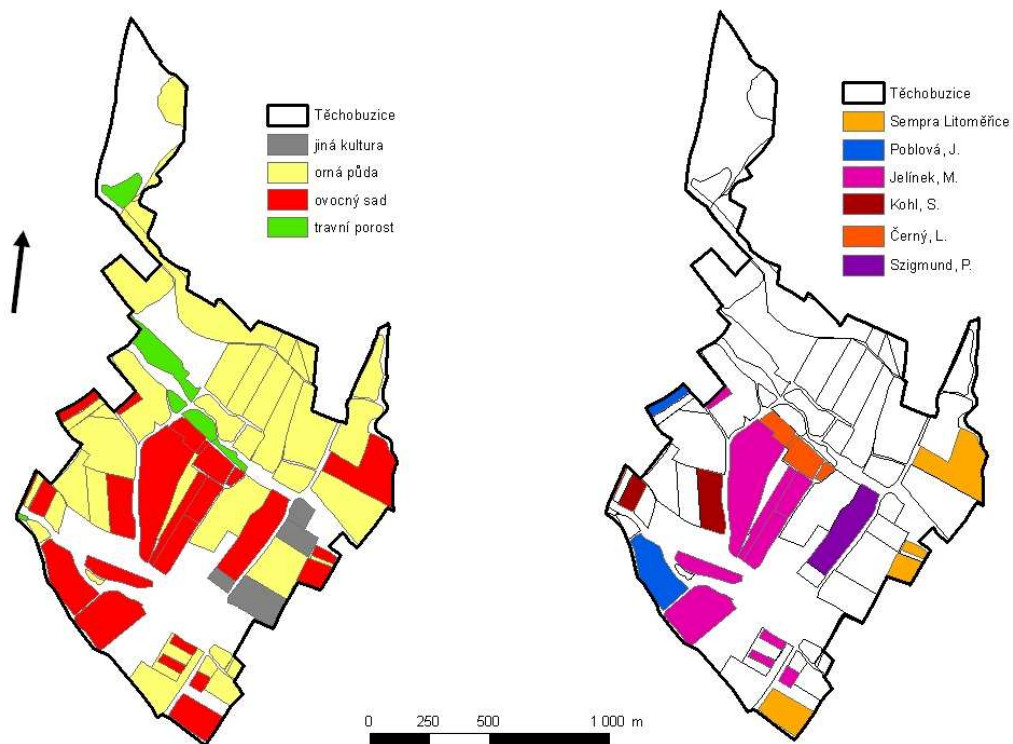 Těchobuzice
jiná kultura
orná půda
ovocný sad
travní porost
Těchobuzice
Sempra Litoměřice
Poblová, J.
Jelínek, M.
Kohl, S.
Černý, L.
Szigmund, P.
0 250 500 1 000 m